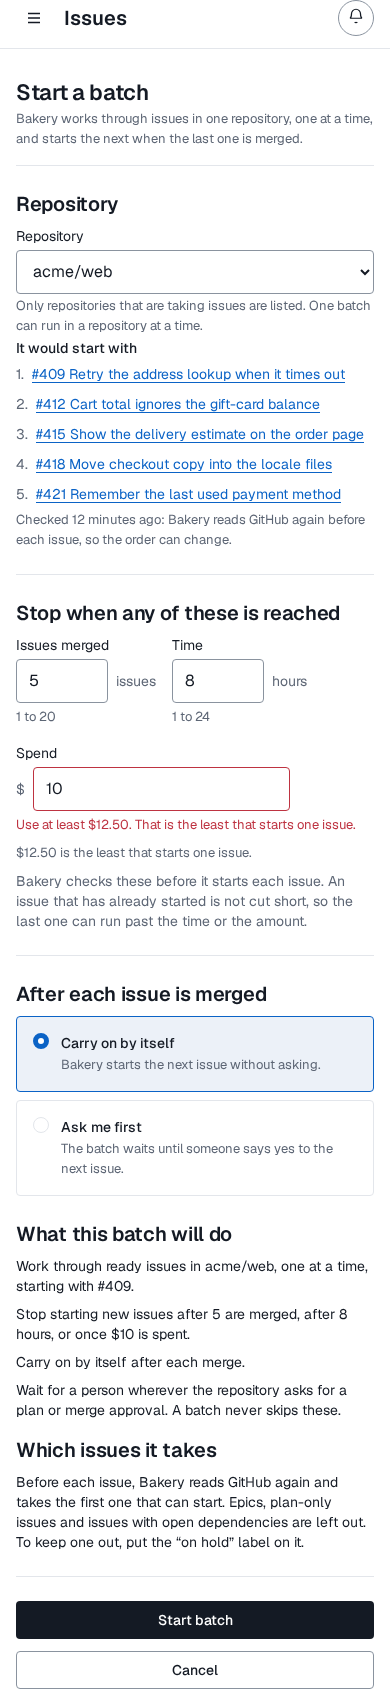 Issues
Start a batch
Bakery works through issues in one repository, one at a time,
and starts the next when the last one is merged.
Repository
Repository
acme/web
Only repositories that are taking issues are listed. One batch
can run in a repository at a time.
It would start with
1. #409 Retry the address lookup when it times out
2. #412 Cart total ignores the gift-card balance
3. #415 Show the delivery estimate on the order page
4. #418 Move checkout copy into the locale files
5. #421 Remember the last used payment method
Checked 12 minutes ago: Bakery reads GitHub again before
each issue, so the order can change.
Stop when any of these is reached
Issues merged Time
5 issues 8 hours
1 to 20 1 to 24
Spend
$ 10
Use at least $12.50. That is the least that starts one issue.
$12.50 is the least that starts one issue.
Bakery checks these before it starts each issue. An
issue that has already started is not cut short, so the
last one can run past the time or the amount.
After each issue is merged
Carry on by itself
Bakery starts the next issue without asking.
Ask me first
The batch waits until someone says yes to the
next issue.
What this batch will do
Work through ready issues in acme/web, one at a time,
starting with #409.
Stop starting new issues after 5 are merged, after 8
hours, or once $10 is spent.
Carry on by itself after each merge.
Wait for a person wherever the repository asks for a
plan or merge approval. A batch never skips these.
Which issues it takes
Before each issue, Bakery reads GitHub again and
takes the first one that can start. Epics, plan-only
issues and issues with open dependencies are left out.
To keep one out, put the “on hold” label on it.
Start batch
Cancel